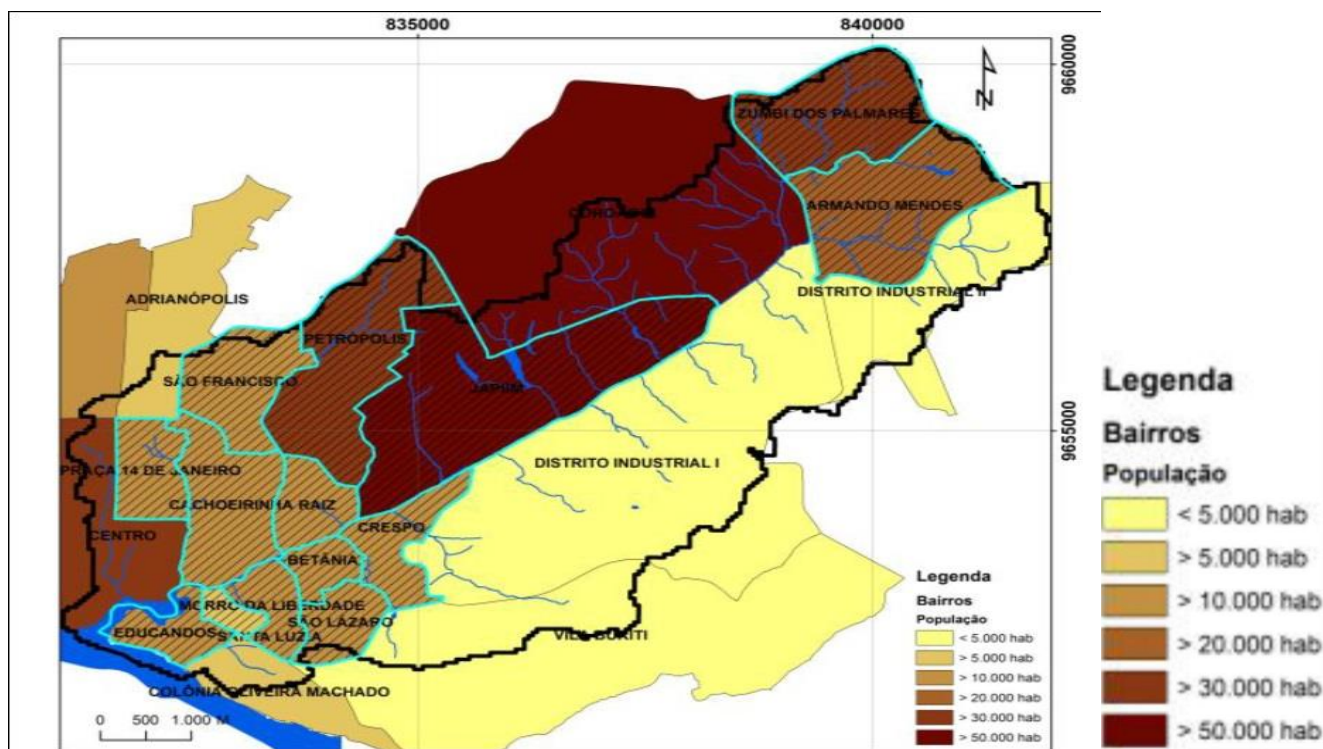 835000
840000
9660000
N
ZUMBI DOS PALMARES
COROADO
ARMANDO MENDES
ADRIANÓPOLIS
DISTRITO INDUSTRIAL II
PETRÓPOLIS
SÃO FRANCISCO
JAPIIM
9655000
PRAÇA 14 DE JANEIRO
DISTRITO INDUSTRIAL I
CACHOEIRINHA RAIZ
CENTRO
CRESPO
BETÂNIA
MORRO DA LIBERDADE
SÃO LÁZARO
EDUCANDOS
SANTA LUZIA
VILA BURITI
COLÔNIA OLIVEIRA MACHADO
0 500 1.000 M
Legenda
Bairros
População
< 5.000 hab
> 5.000 hab
> 10.000 hab
> 20.000 hab
> 30.000 hab
> 50.000 hab
Legenda
Bairros
População
< 5.000 hab
> 5.000 hab
> 10.000 hab
> 20.000 hab
> 30.000 hab
> 50.000 hab